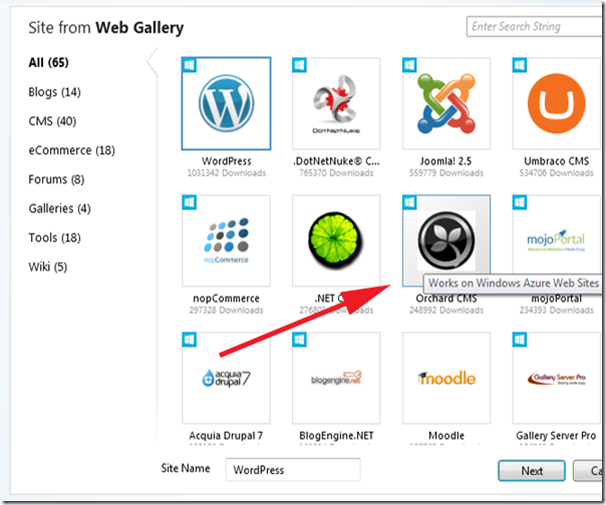 Site from Web Gallery
Enter Search String
All (65)
Blogs (14)
CMS (40)
eCommerce (18)
Forums (8)
Galleries (4)
Tools (18)
Wiki (5)
DOTNETNUKE
WordPress
.DotNetNuke® C...
Joomla! 2.5
Umbraco CMS
1031342 Downloads
765370 Downloads
559779 Downloads
534706 Downloads
nopCommerce
mojoPortal
Works on Windows Azure Web Sites
nopCommerce
.NET C
Orchard CMS
mojoPortal
297328 Downloads
Downloads
248992 Downloads
234393 Downloads
acquia
drupal 7
blogengine.net
moodle
Gallery Server Pro
Acquia Drupal 7
BlogEngine.NET
Moodle
Gallery Server Pro
Site Name
WordPress
Next
Ca